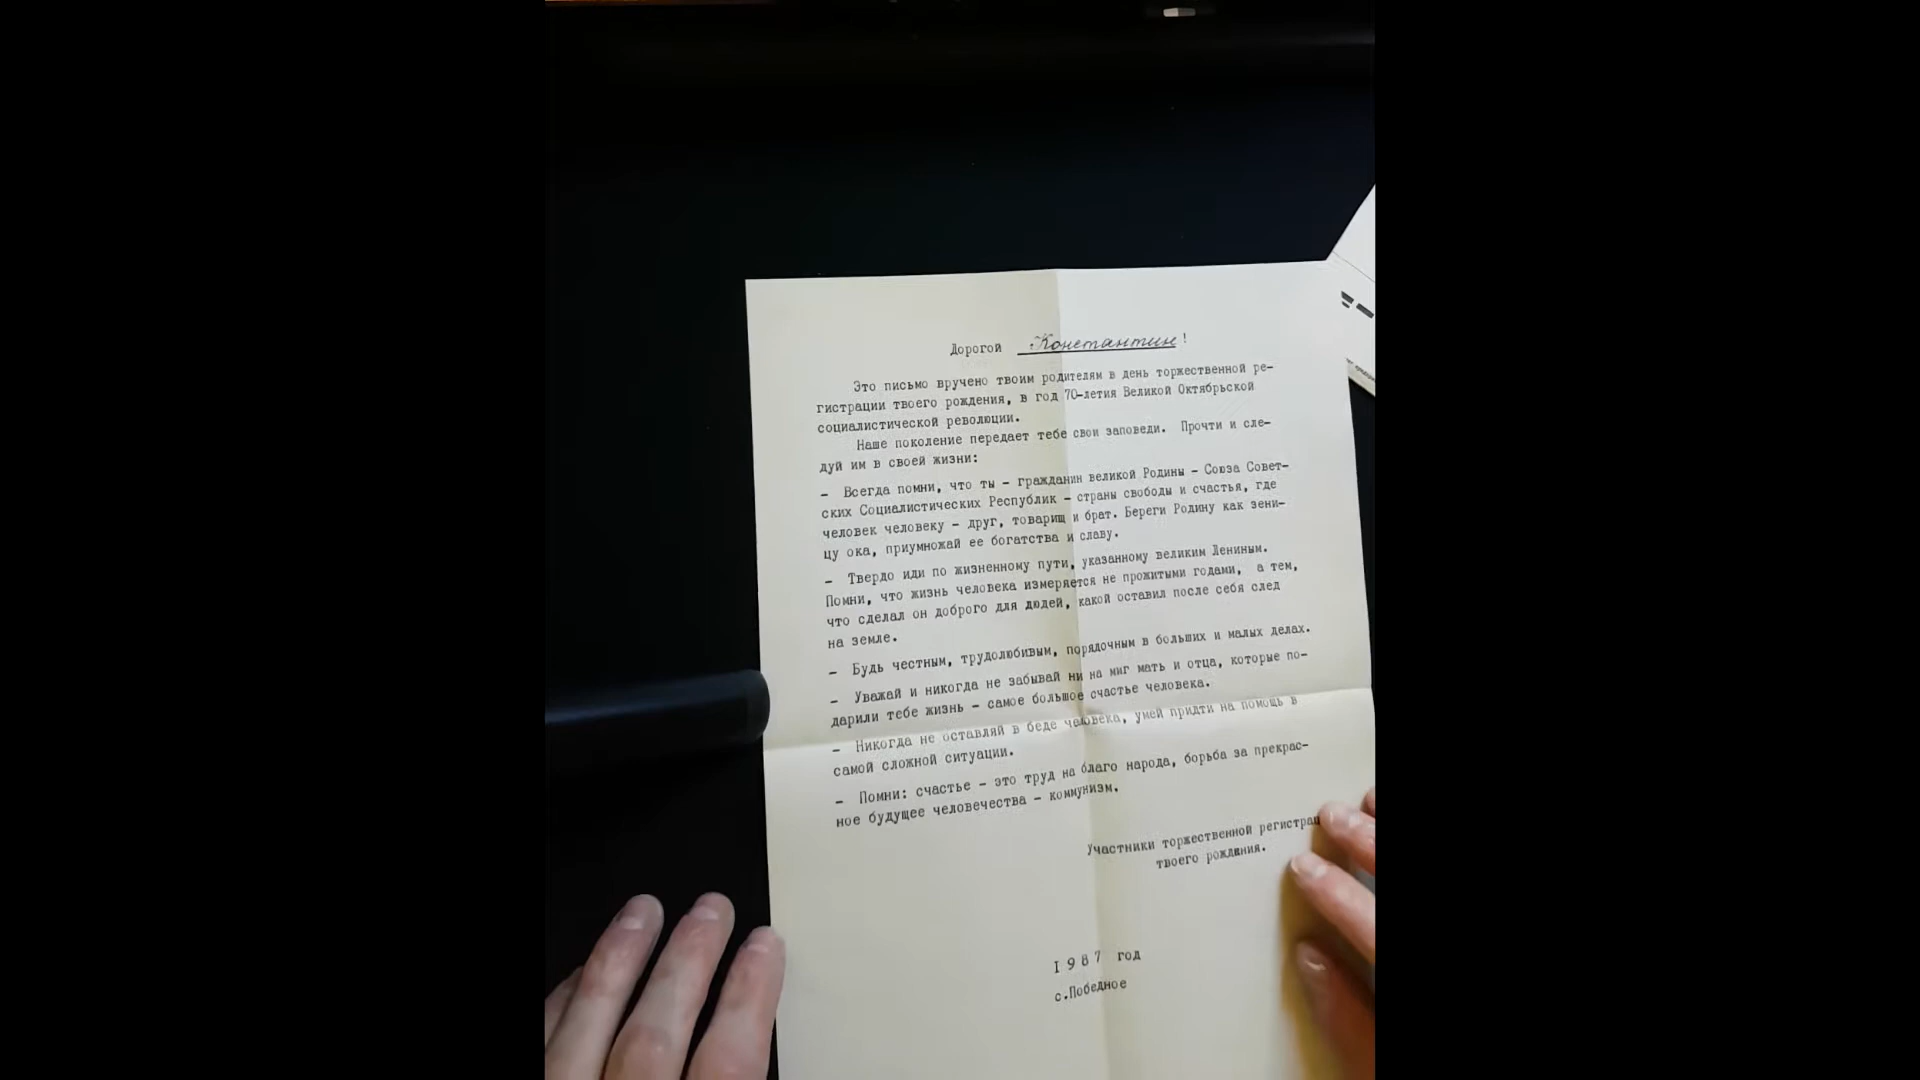 Дорогой Константин!
Это письмо вручено твоим родителям в день торжественной ре-
гистрации твоего рождения, в год 70-летия Великой Октябрьской
социалистической революции.
Наше поколение передает тебе свои заповеди. Прочти и сле-
дуй им в своей жизни:
- Всегда помни, что ты - гражданин великой Родины - Союза Совет-
ских Социалистических Республик - страны свободы и счастья, где
человек человеку - друг, товарищ и брат. Береги Родину как зени-
цу ока, приумножай ее богатства и славу.
- Твердо иди по жизненному пути, указанному великим Лениным.
Помни, что жизнь человека измеряется не прожитыми годами, а тем,
что сделал он доброго для людей, какой оставил после себя след
на земле.
- Будь честным, трудолюбивым, порядочным в больших и малых делах.
- Уважай и никогда не забывай ни на миг мать и отца, которые по-
дарили тебе жизнь - самое большое счастье человека.
- Никогда не оставляй в беде человека, умей придти на помощь в
самой сложной ситуации.
- Помни: счастье - это труд на благо народа, борьба за прекрас-
ное будущее человечества - коммунизм.
Участники торжественной регистрац
твоего рождения.
1987 год
с.Победное